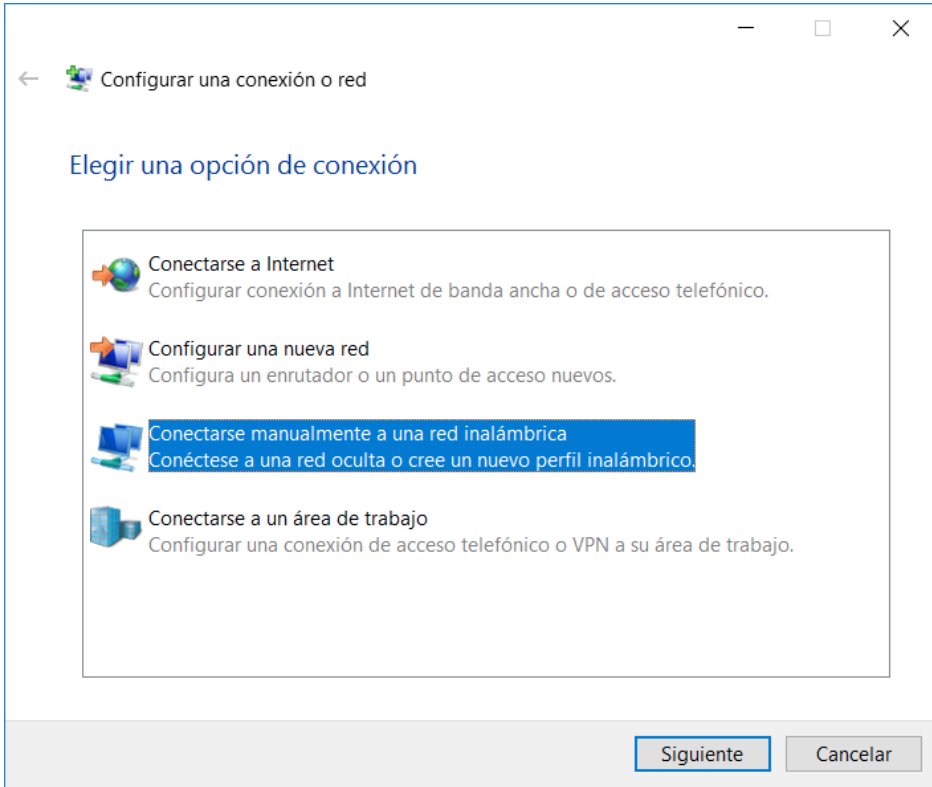 Configurar una conexión o red
Elegir una opción de conexión
Conectarse a Internet
Configurar conexión a Internet de banda ancha o de acceso telefónico.
Configurar una nueva red
Configura un enrutador o un punto de acceso nuevos.
Conectarse manualmente a una red inalámbrica
Conéctese a una red oculta o cree un nuevo perfil inalámbrico.
Conectarse a un área de trabajo
Configurar una conexión de acceso telefónico o VPN a su área de trabajo.
Siguiente
Cancelar